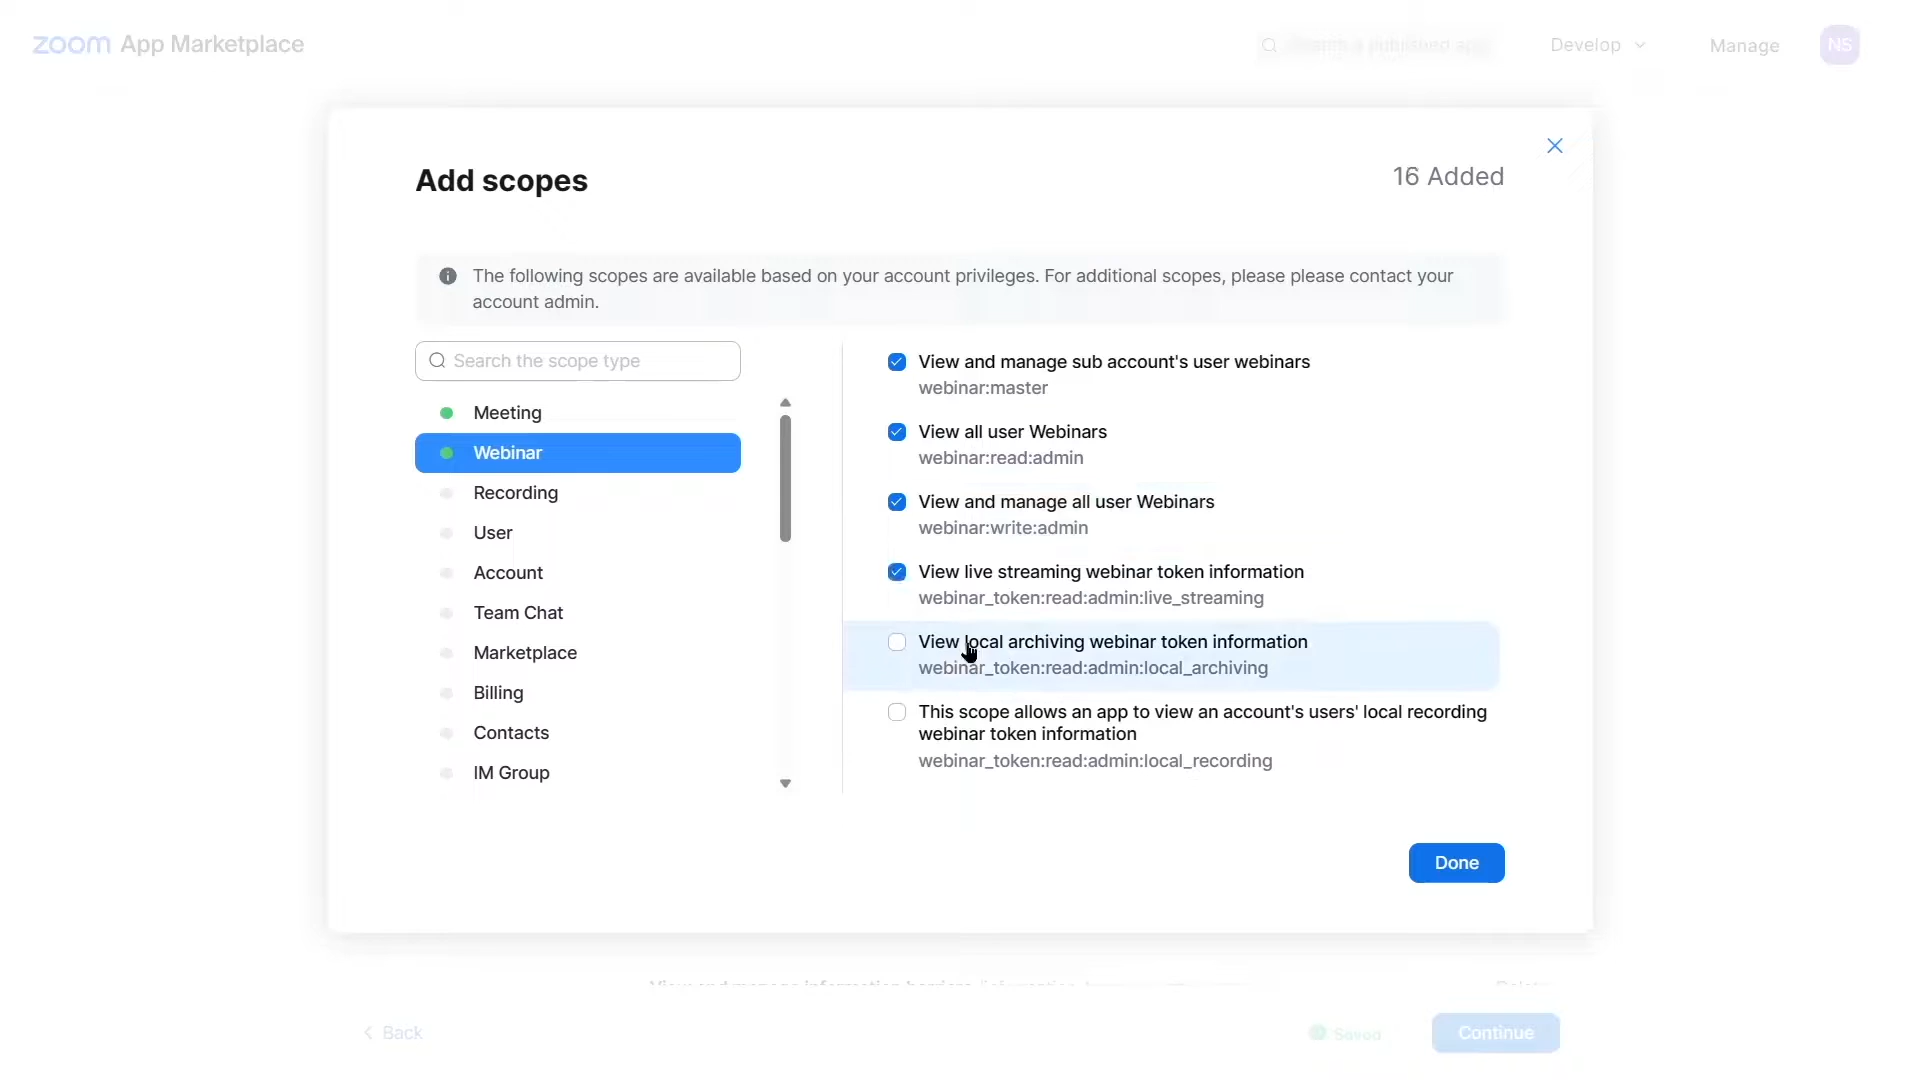 zoom App Marketplace
Develop
Manage
NS
Add scopes
16 Added
The following scopes are available based on your account privileges. For additional scopes, please please contact your
account admin.
Search the scope type
Meeting
Webinar
Recording
User
Account
Team Chat
Marketplace
Billing
Contacts
IM Group
View and manage sub account's user webinars
webinar:master
View all user Webinars
webinar:read:admin
View and manage all user Webinars
webinar:write:admin
View live streaming webinar token information
webinar_token:read:admin:live_streaming
View local archiving webinar token information
webinar_token:read:admin:local_archiving
This scope allows an app to view an account's users' local recording
webinar token information
webinar_token:read:admin:local_recording
Done
Back
Saved
Continue